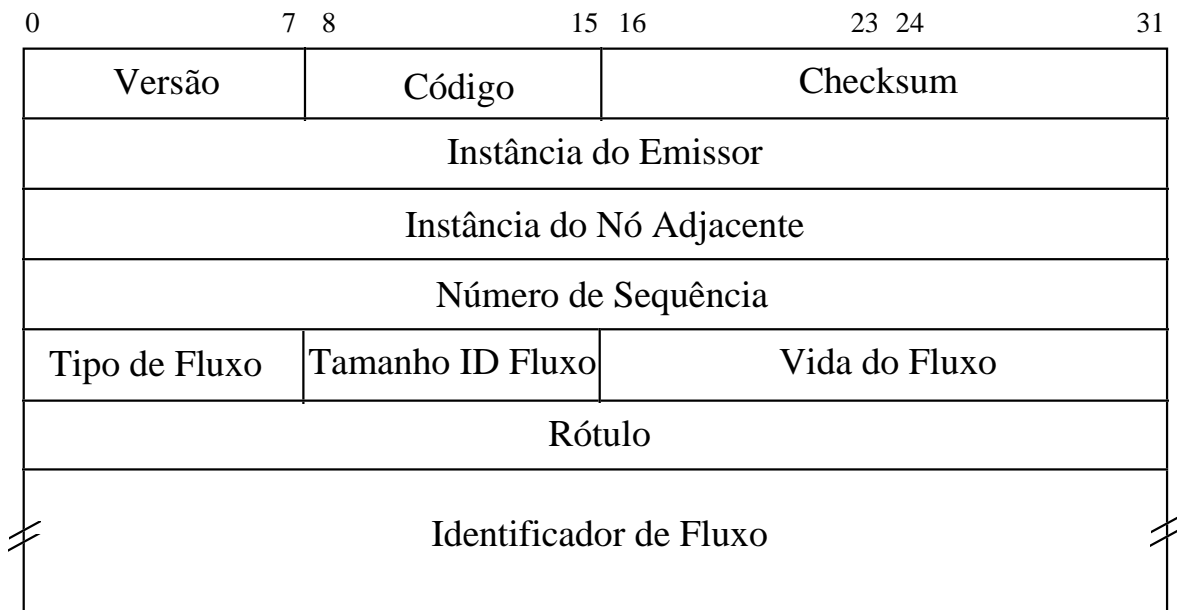 0 7 8 15 16 23 24 31
Versão Código Checksum
Instância do Emissor
Instância do Nó Adjacente
Número de Sequência
Tipo de Fluxo Tamanho ID Fluxo Vida do Fluxo
Rótulo
Identificador de Fluxo